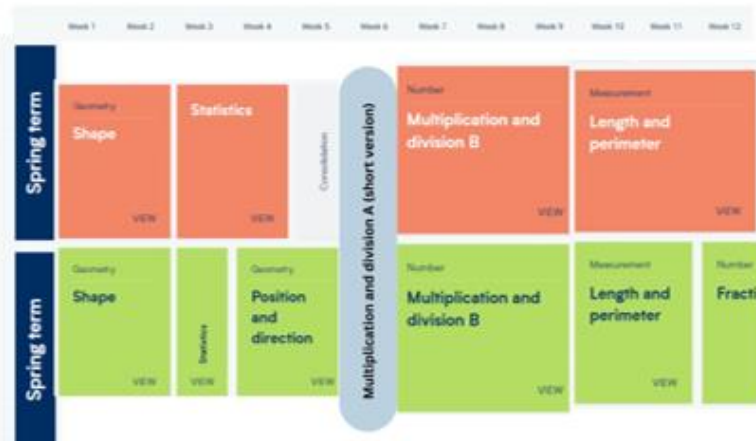 Week 1 Week 2 Week 3 Week 4 Week 5 Week 6 Week 7 Week 8 Week 9 Week 10 Week 11 Week 12
Spring term
Geometry
Shape
VIEW
Statistics
VIEW
Consolidation
Multiplication and division A (short version)
Number
Multiplication and
division B
VIEW
Measurement
Length and
perimeter
VIEW
Spring term
Geometry
Shape
VIEW
Statistics
VIEW
Geometry
Position
and
direction
VIEW
Number
Multiplication and
division B
VIEW
Measurement
Length and
perimeter
VIEW
Number
Fracti